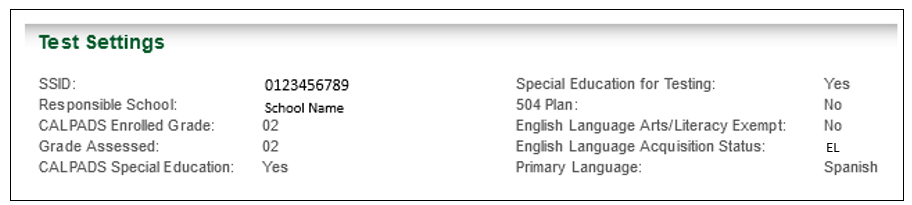 Test Settings
SSID: 0123456789 Special Education for Testing: Yes
Responsible School: School Name 504 Plan: No
CALPADS Enrolled Grade: 02 English Language Arts/Literacy Exempt: No
Grade Assessed: 02 English Language Acquisition Status: EL
CALPADS Special Education: Yes Primary Language: Spanish